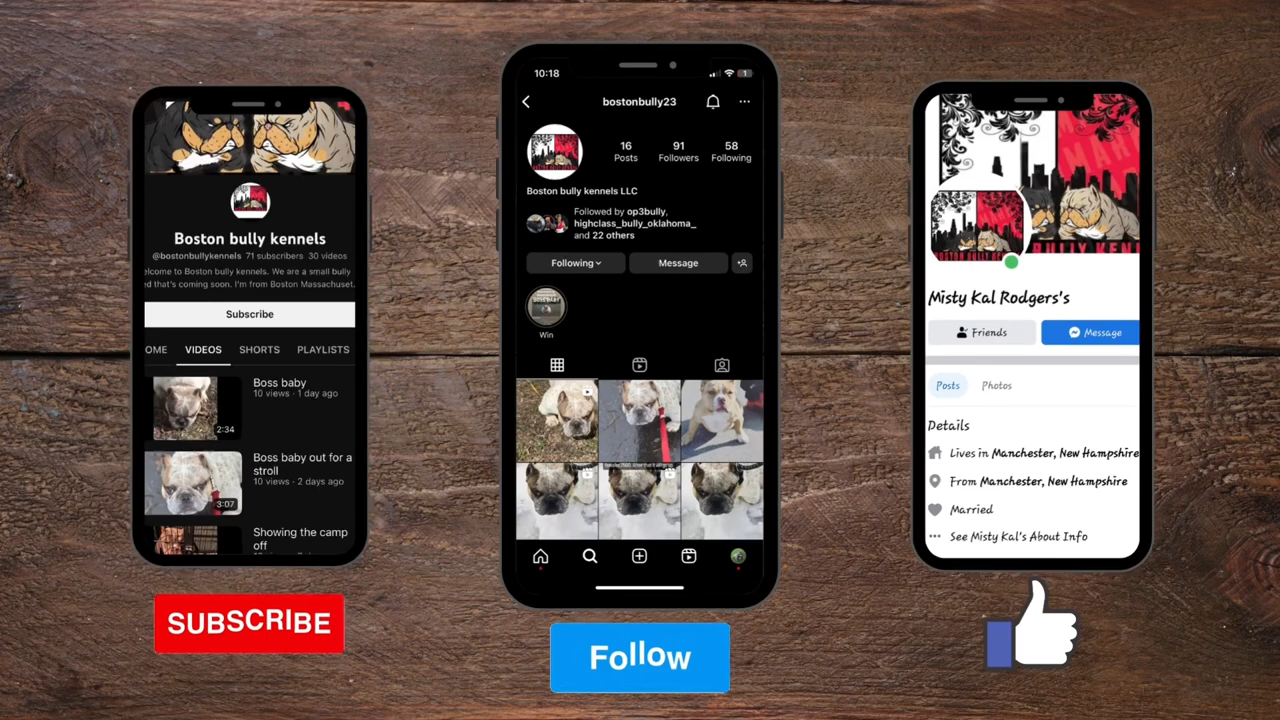 Boston bully kennels
@bostonbullykennels 71 subscribers 30 videos
elcome to Boston bully kennels. We are a small bully
ed that's coming soon. I'm from Boston Massachuset.
Subscribe
OME VIDEOS SHORTS PLAYLISTS
Boss baby
10 views · 1 day ago
2:34
Boss baby out for a
stroll
10 views · 2 days ago
3:07
Showing the camp
off
SUBSCRIBE
10:18
1
bostonbully23
16 91 58
Posts Followers Following
Boston bully kennels LLC
Followed by op3bully,
highclass_bully_oklahoma_
and 22 others
Following Message
Win
Follow
Misty Kal Rodgers's
Friends Message
Posts Photos
Details
Lives in Manchester, New Hampshire
From Manchester, New Hampshire
Married
See Misty Kal's About Info